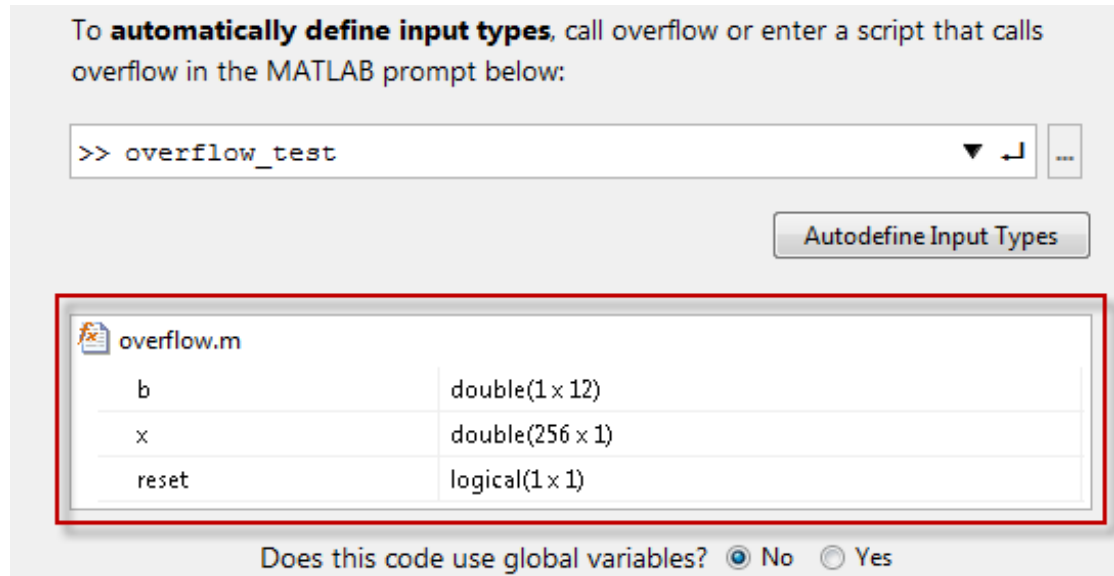 To automatically define input types, call overflow or enter a script that calls
overflow in the MATLAB prompt below:
>> overflow_test
...
Autodefine Input Types
overflow.m
b double(1 x 12)
x double(256 x 1)
reset logical(1 x 1)
Does this code use global variables? No Yes